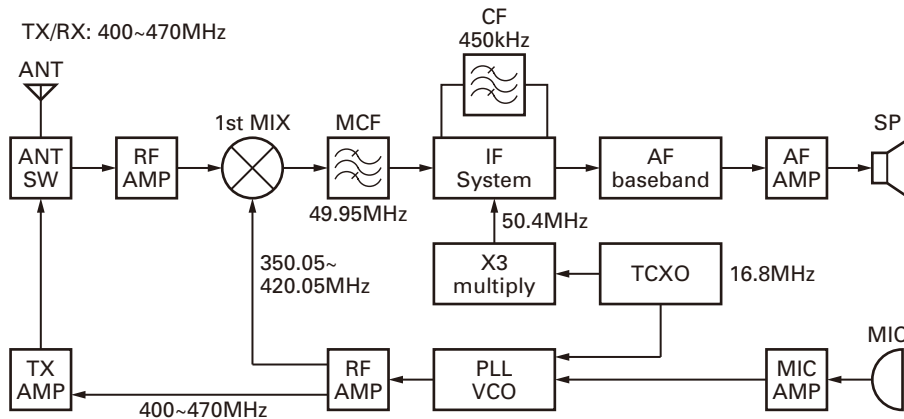 TX/RX: 400~470MHz
ANT
CF
450kHz
1st MIX
MCF
SP
ANT
SW
RF
AMP
IF
System
AF
baseband
AF
AMP
49.95MHz
50.4MHz
350.05~
420.05MHz
X3
multiply
TCXO
16.8MHz
MIC
TX
AMP
RF
AMP
PLL
VCO
MIC
AMP
400~470MHz